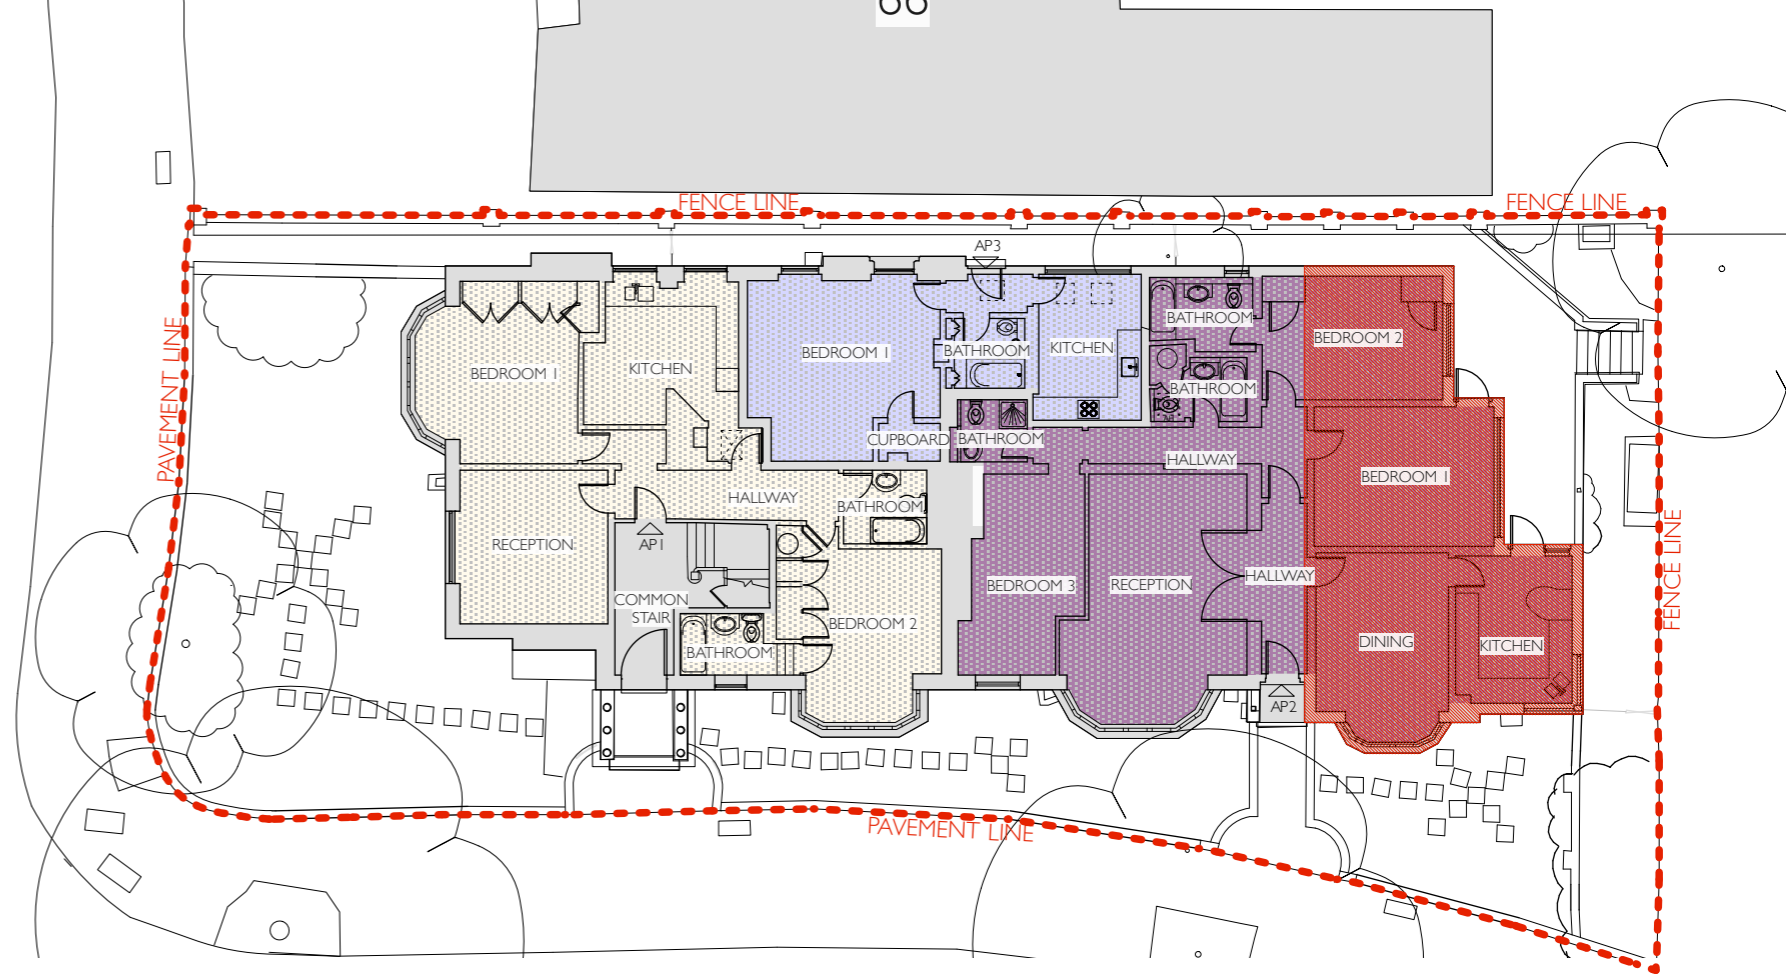 66
FENCE LINE
FENCE LINE
AP3
BATHROOM
BEDROOM 2
BEDROOM 1
BATHROOM
KITCHEN
PAVEMENT LINE
BEDROOM 1
KITCHEN
BATHROOM
CUPBOARD
BATHROOM
HALLWAY
BEDROOM 1
HALLWAY
BATHROOM
RECEPTION
AP1
FENCE LINE
COMMON
STAIR
BEDROOM 3
RECEPTION
HALLWAY
BEDROOM 2
BATHROOM
DINING
KITCHEN
AP2
PAVEMENT LINE